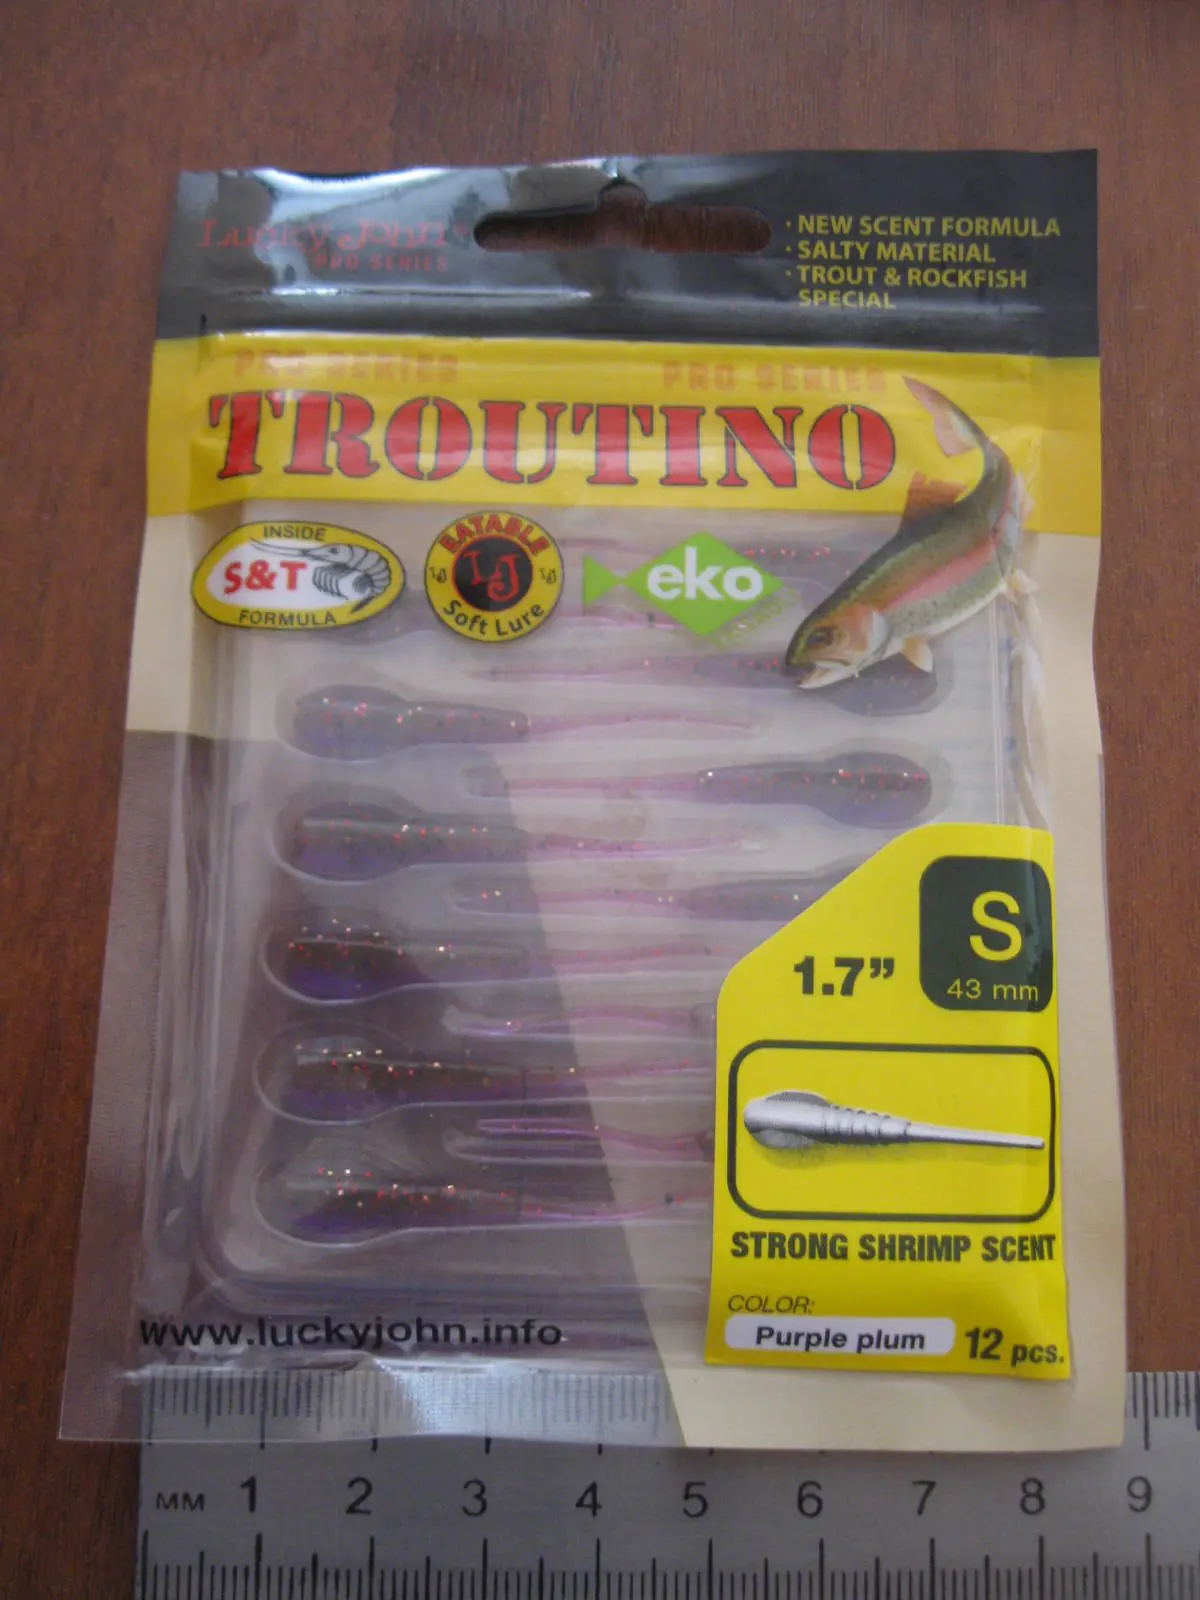 Lucky John
PRO SERIES
· NEW SCENT FORMULA
· SALTY MATERIAL
· TROUT & ROCKFISH
SPECIAL
PRO SERIES PRO SERIES
TROUTINO
INSIDE
S&T
FORMULA
EATABLE
LJ LJ LJ
Soft Lure
eko
S
43 mm
1.7”
STRONG SHRIMP SCENT
COLOR:
Purple plum
12 pcs.
www.luckyjohn.info
мм 1 2 3 4 5 6 7 8 9